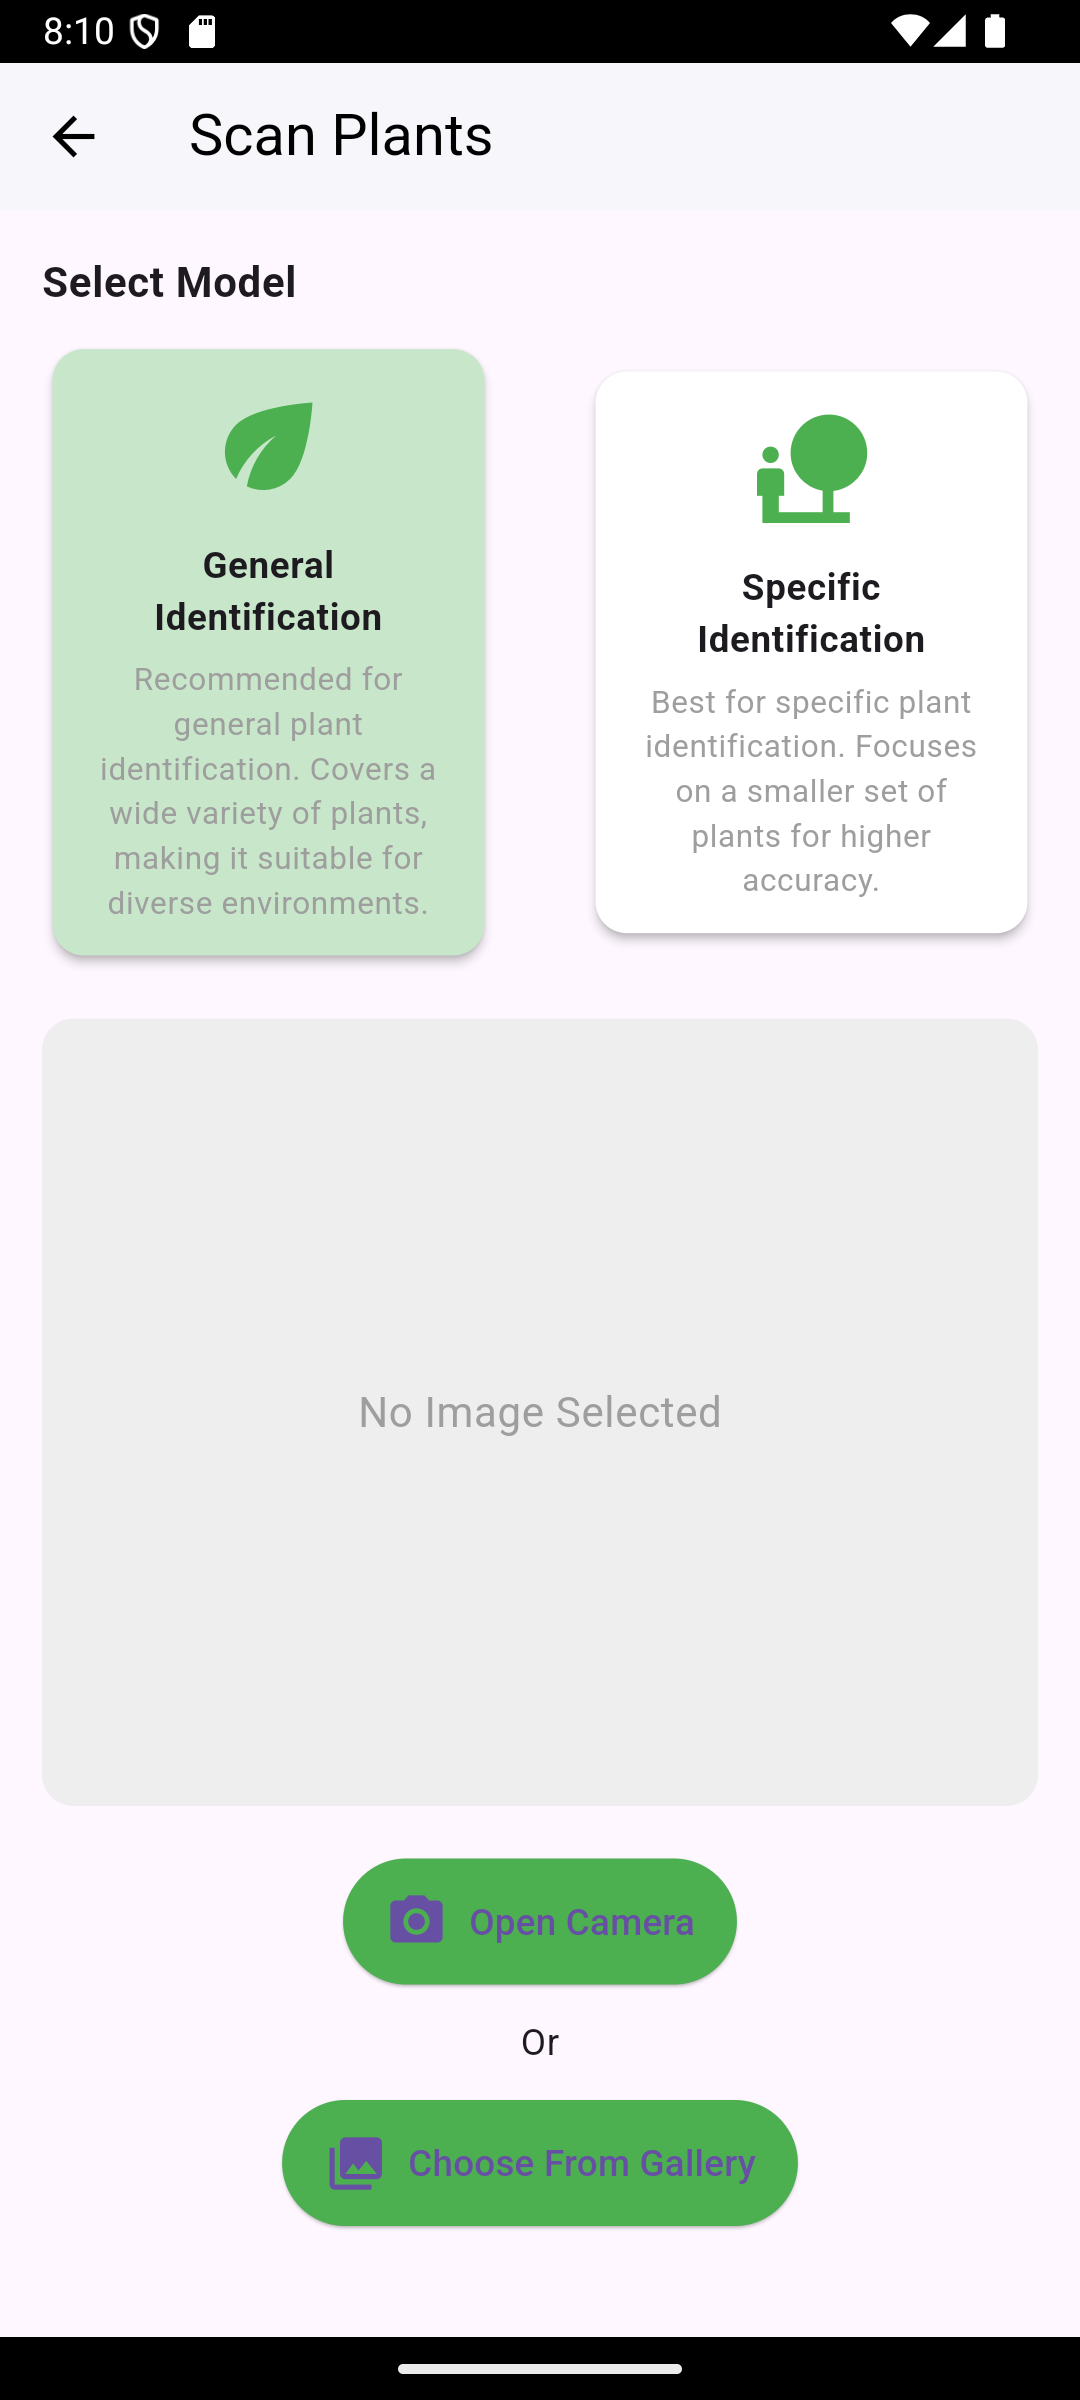 8:10
Scan Plants
Select Model
General
Identification
Recommended for
general plant
identification. Covers a
wide variety of plants,
making it suitable for
diverse environments.
Specific
Identification
Best for specific plant
identification. Focuses
on a smaller set of
plants for higher
accuracy.
No Image Selected
Open Camera
Or
Choose From Gallery